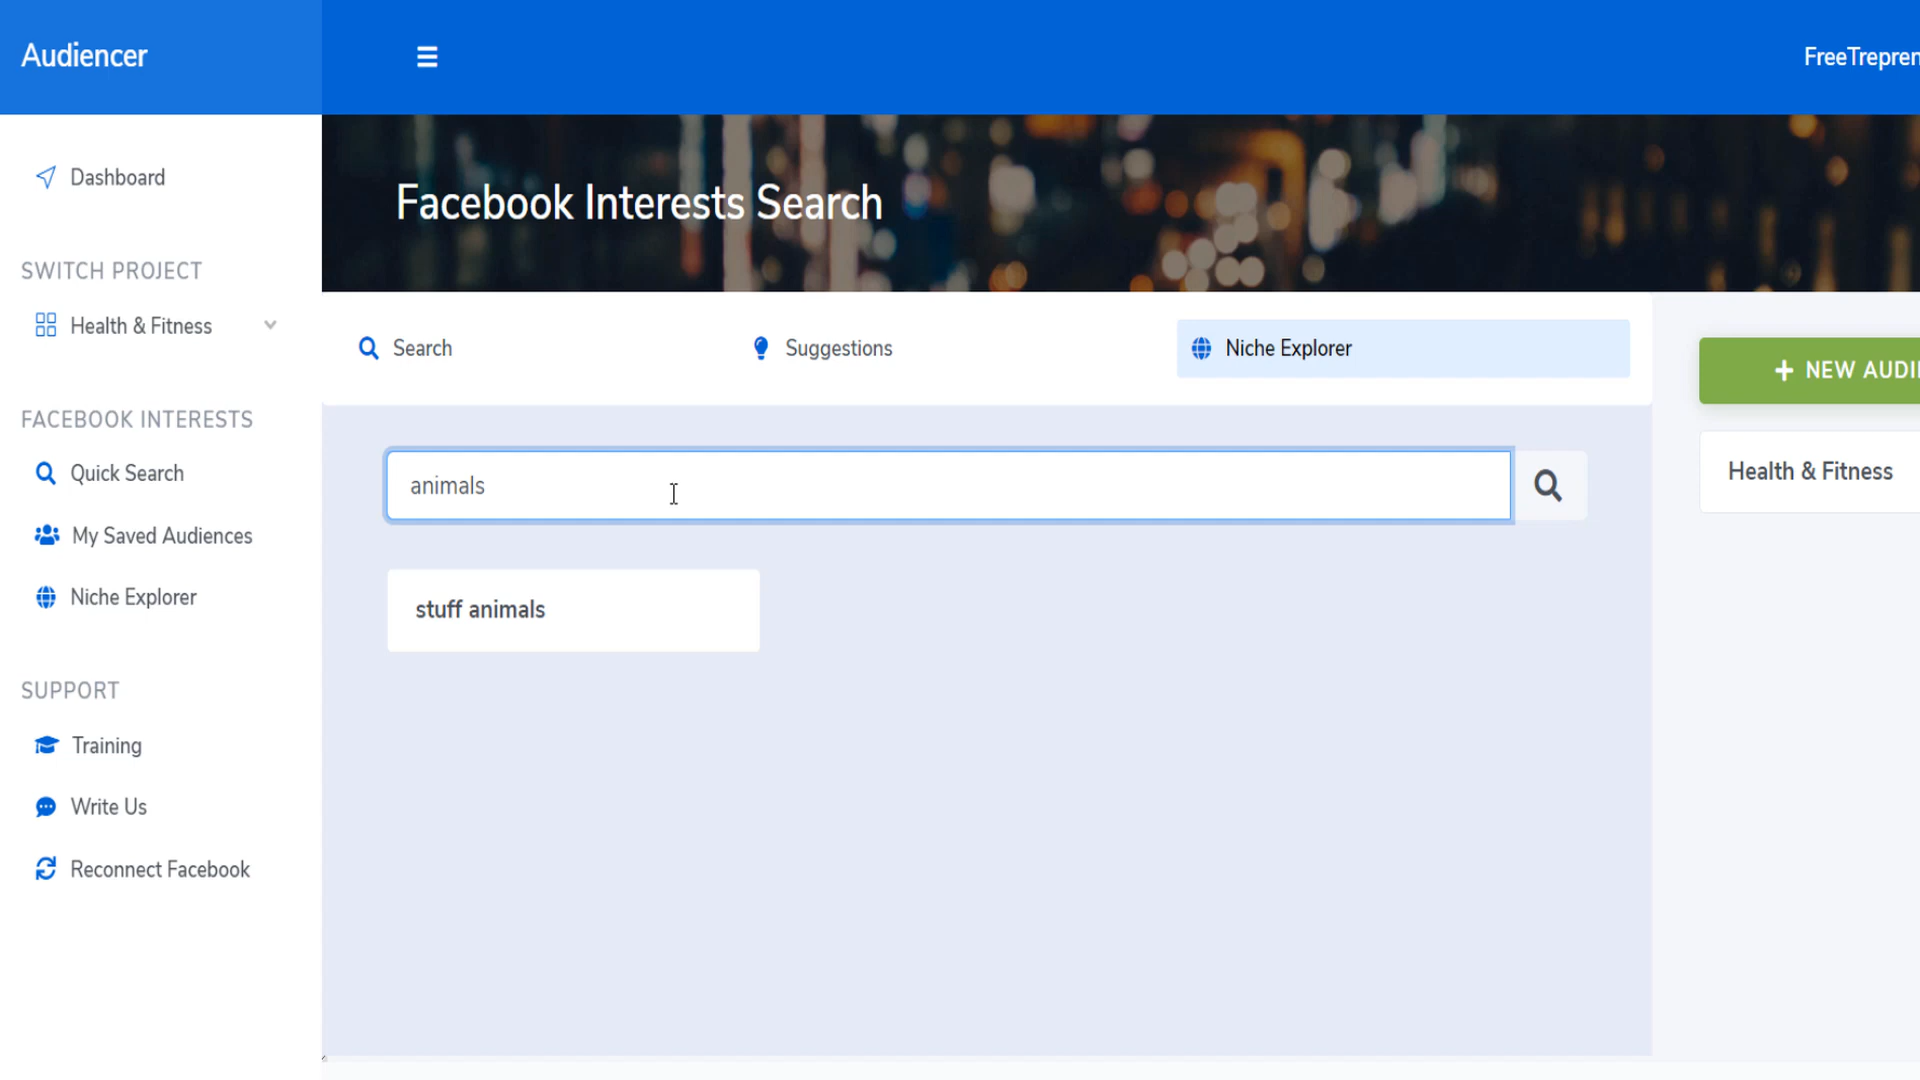 Audiencer
FreeTrepren
Dashboard
SWITCH PROJECT
Health & Fitness
FACEBOOK INTERESTS
Quick Search
My Saved Audiences
Niche Explorer
SUPPORT
Training
Write Us
Reconnect Facebook
Facebook Interests Search
Search
Suggestions
Niche Explorer
animals
stuff animals
+ NEW AUDI
Health & Fitness